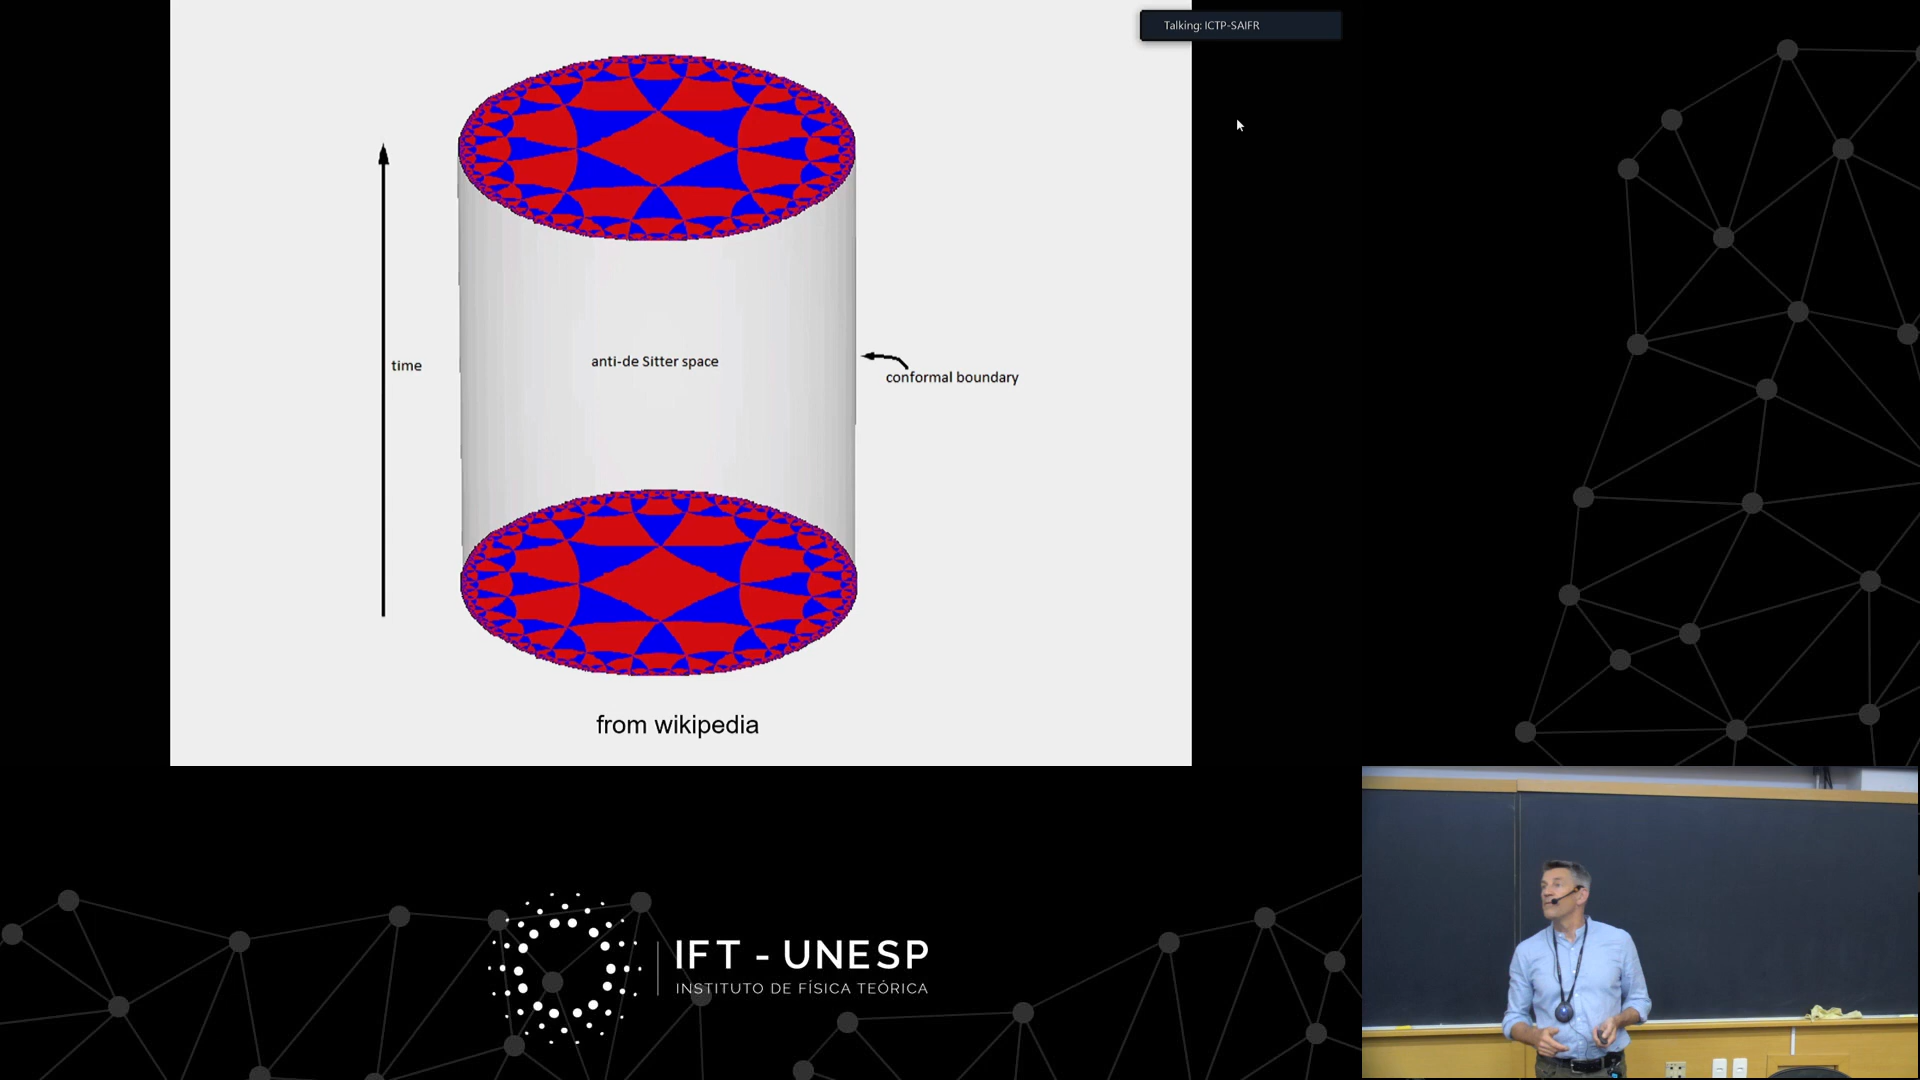 Talking: ICTP-SAIFR
time
anti-de Sitter space
conformal boundary
from wikipedia
IFT - UNESP
INSTITUTO DE FÍSICA TEÓRICA